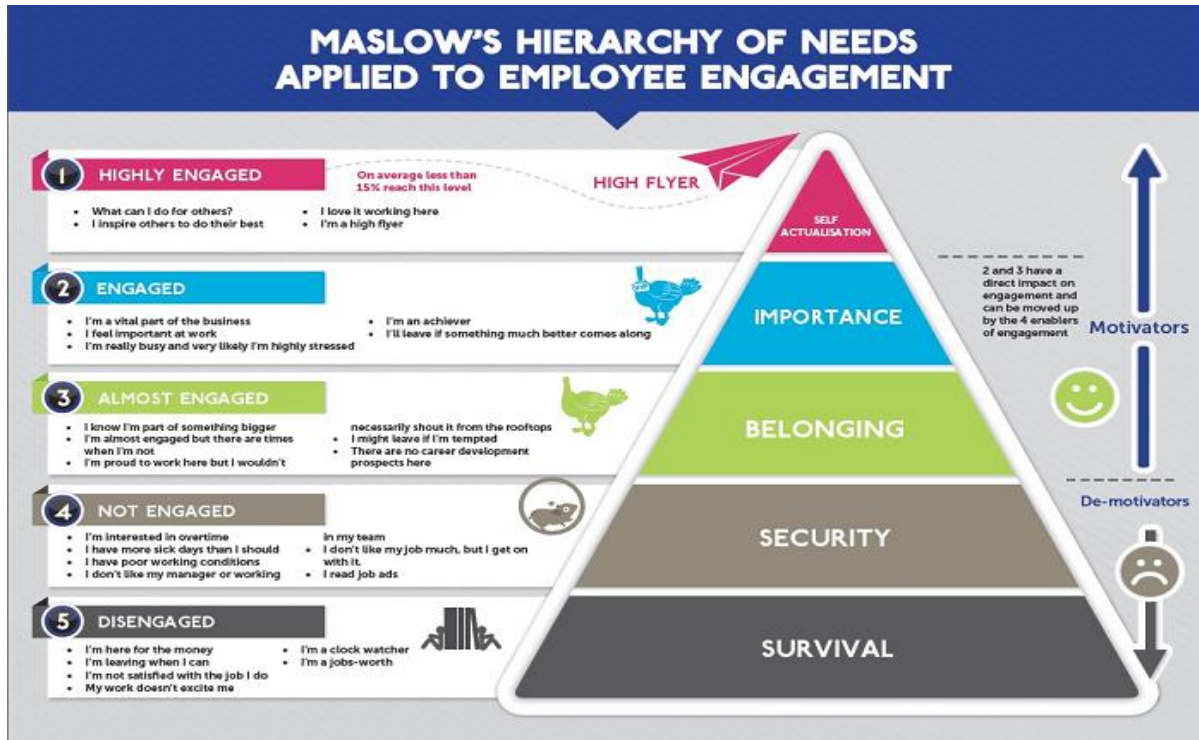 MASLOW'S HIERARCHY OF NEEDS
APPLIED TO EMPLOYEE ENGAGEMENT
1 HIGHLY ENGAGED
On average less than
15% reach this level
HIGH FLYER
• What can I do for others?
• I inspire others to do their best
• I love it working here
• I'm a high flyer
SELF
ACTUALISATION
2 ENGAGED
• I'm a vital part of the business
• I feel important at work
• I'm really busy and very likely I'm highly stressed
• I'm an achiever
• I'll leave if something much better comes along
IMPORTANCE
2 and 3 have a
direct impact on
engagement and
can be moved up
by the 4 enablers
of engagement
Motivators
3 ALMOST ENGAGED
• I know I'm part of something bigger
• I'm almost engaged but there are times
when I'm not
• I'm proud to work here but I wouldn't
necessarily shout it from the rooftops
• I might leave if I'm tempted
• There are no career development
prospects here
BELONGING
De-motivators
4 NOT ENGAGED
• I'm interested in overtime
• I have more sick days than I should
• I have poor working conditions
• I don't like my manager or working
in my team
• I don't like my job much, but I get on
with it.
• I read job ads
SECURITY
5 DISENGAGED
• I'm here for the money
• I'm leaving when I can
• I'm not satisfied with the job I do
• My work doesn't excite me
• I'm a clock watcher
• I'm a jobs-worth
SURVIVAL